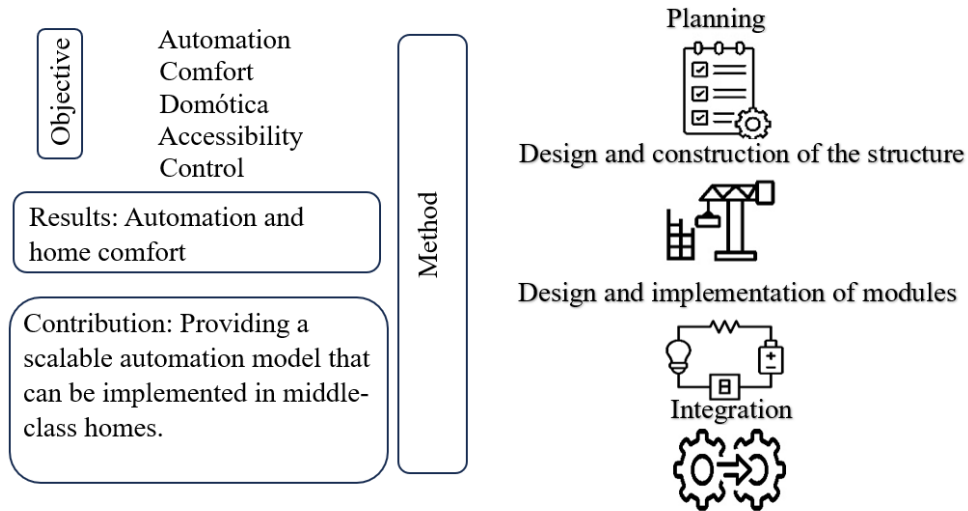 Objective
Automation
Comfort
Domótica
Accessibility
Control
Results: Automation and
home comfort
Contribution: Providing a
scalable automation model that
can be implemented in middle-
class homes.
Method
Planning
Design and construction of the structure
Design and implementation of modules
Integration